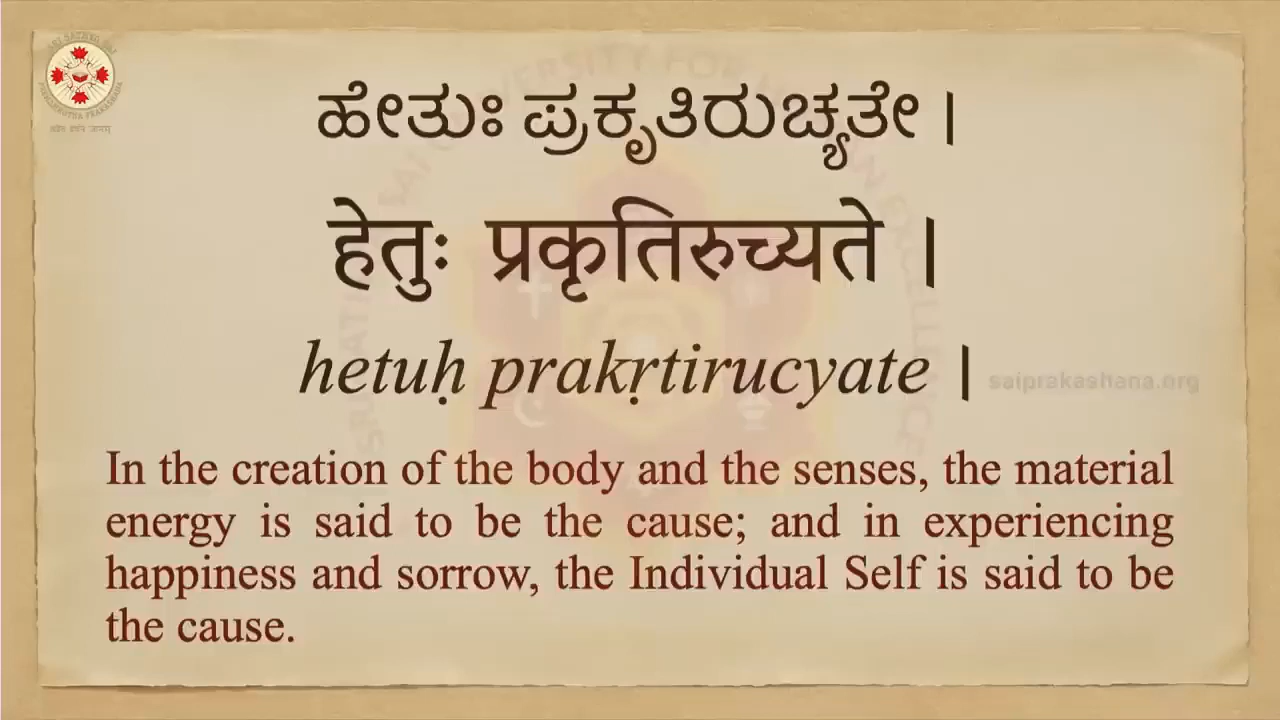 ಹೇತುಃ ಪ್ರಕೃತಿರುಚ್ಯತೇ |
हेतुः प्रकृतिरुच्यते |
hetuḥ prakṛtirucyate |
saiprakashana.org
In the creation of the body and the senses, the material
energy is said to be the cause; and in experiencing
happiness and sorrow, the Individual Self is said to be
the cause.